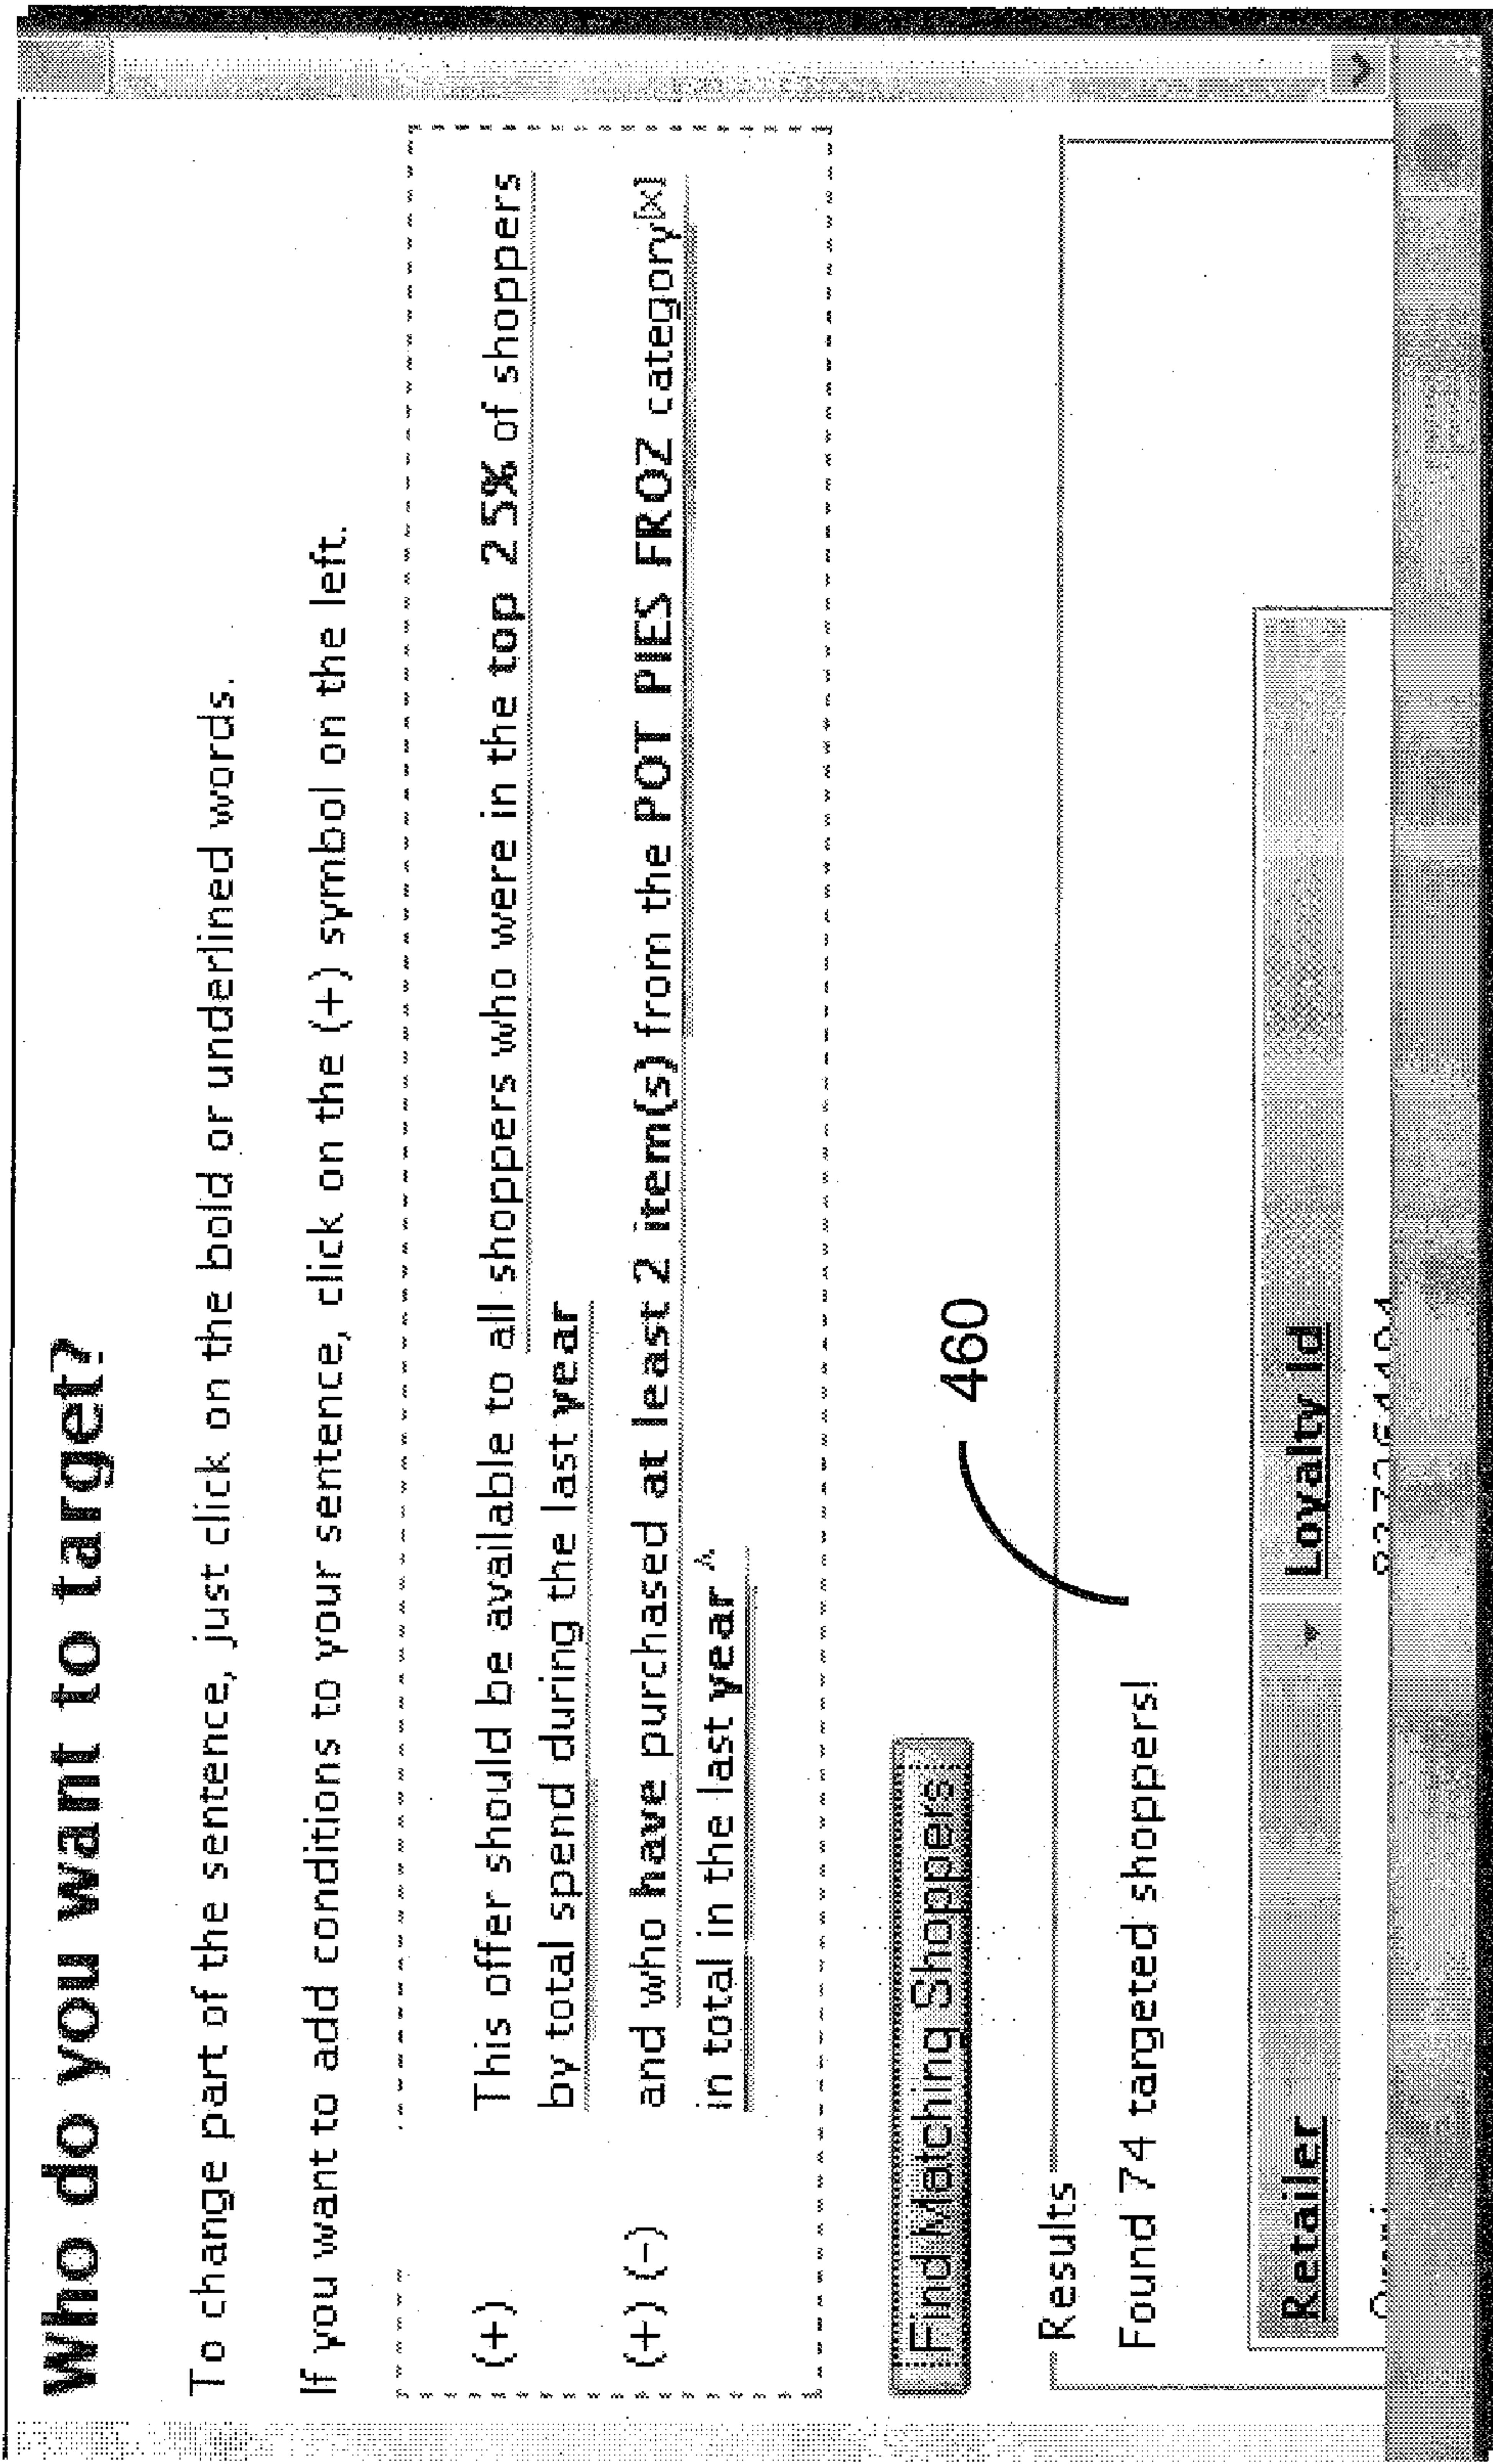 Who do you want to target?
To change part of the sentence, just click on the bold or underlined words.
If you want to add conditions to your sentence, click on the (+) symbol on the left.
(+) This offer should be available to all shoppers who were in the top 25% of shoppers
by total spend during the last year
(+) (-) and who have purchased at least 2 item(s) from the POT PIES FROZ category[x]
in total in the last year ^
Find Matching Shoppers
460
Results
Found 74 targeted shoppers!
Retailer Loyalty Id